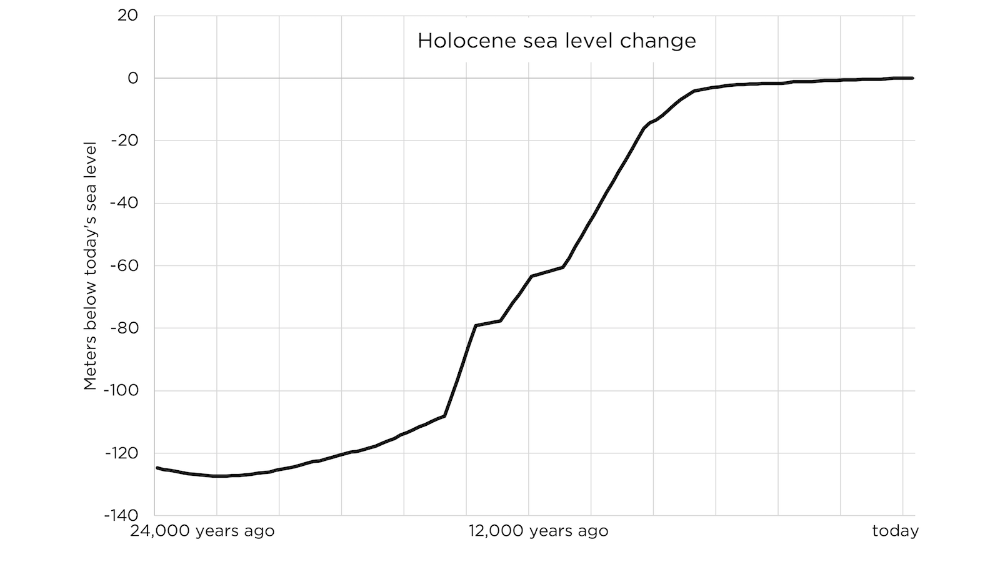 Holocene sea level change
Meters below today's sea level
20
0
-20
-40
-60
-80
-100
-120
-140
24,000 years ago
12,000 years ago
today